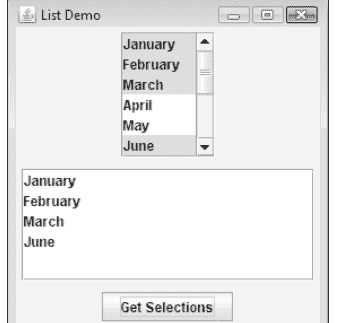 List Demo
January
February
March
April
May
June
January
February
March
June
Get Selections